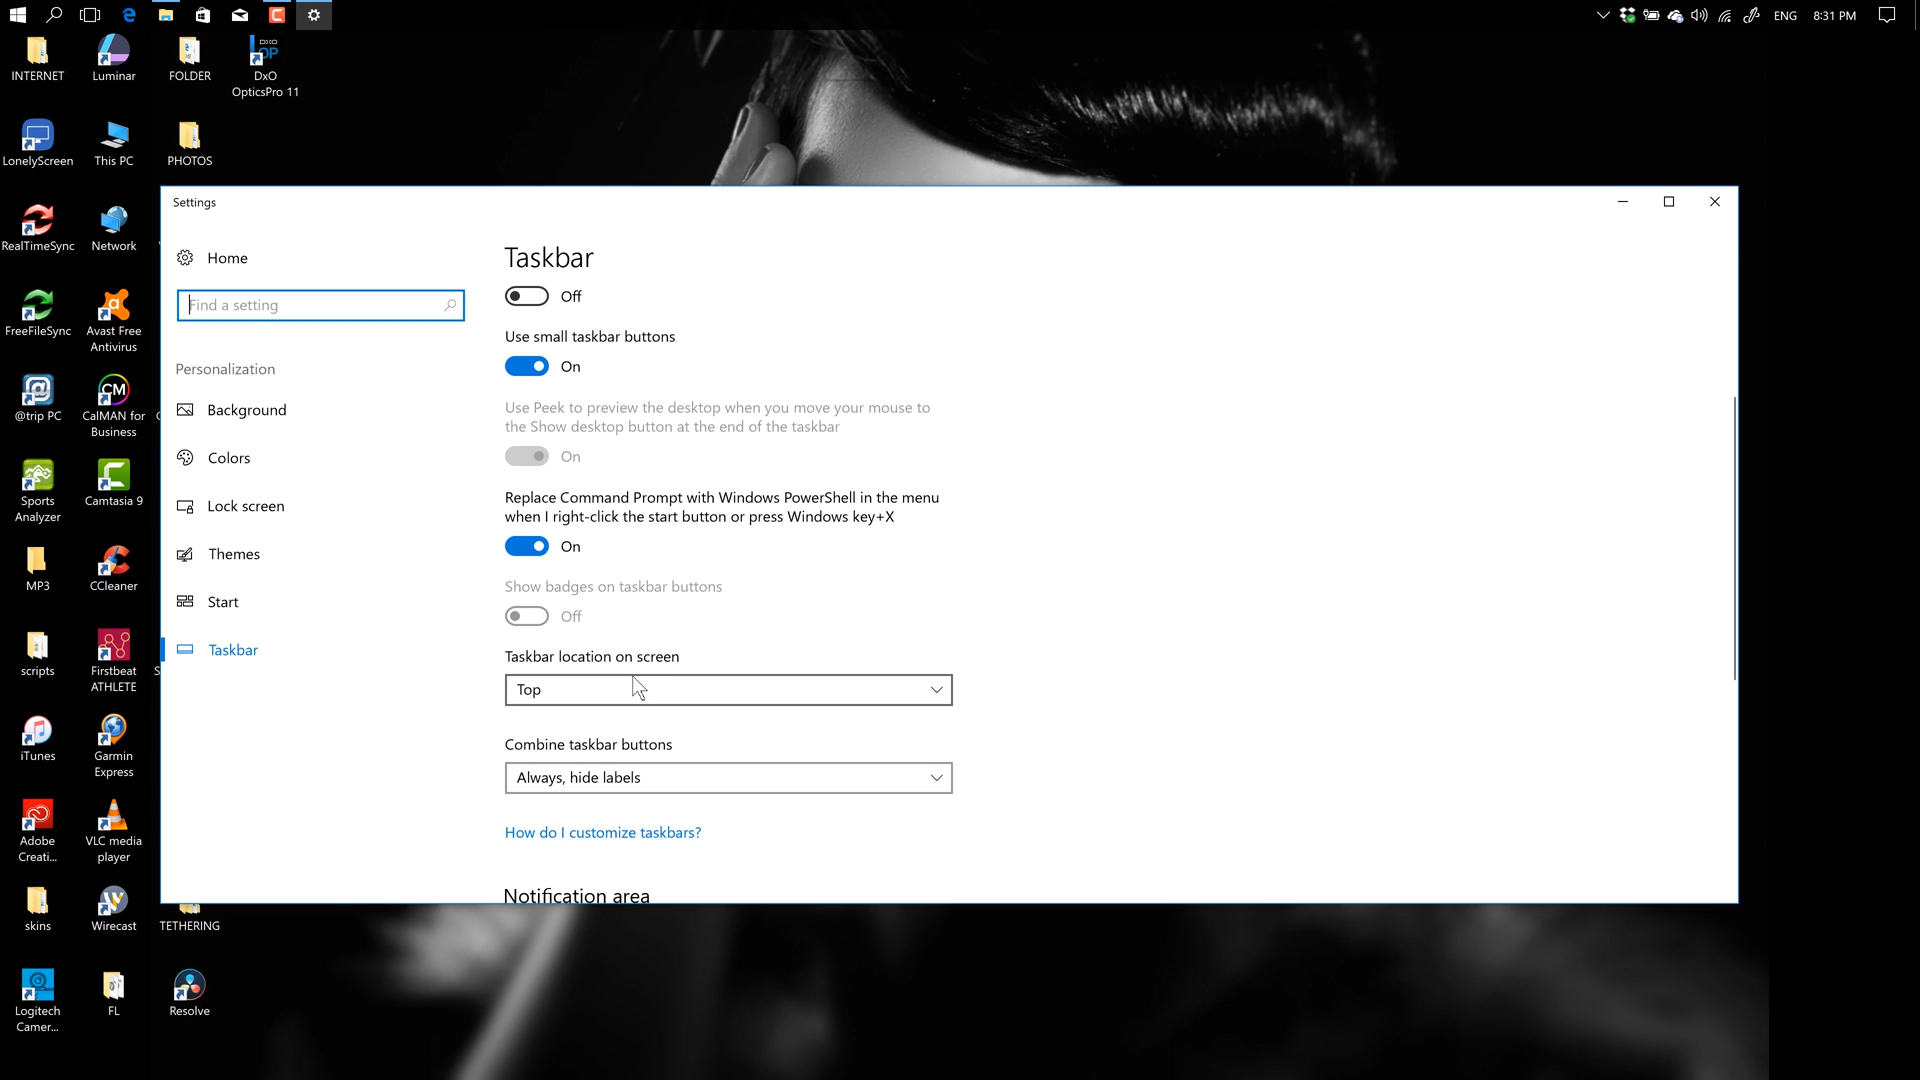 ENG 8:31 PM
INTERNET
Luminar
FOLDER
DxO
OpticsPro 11
LonelyScreen
This PC
PHOTOS
RealTimeSync
Network
FreeFileSync
Avast Free
Antivirus
@trip PC
CalMAN for
Business
Sports
Analyzer
Camtasia 9
MP3
CCleaner
scripts
Firstbeat
ATHLETE
iTunes
Garmin
Express
Adobe
Creati...
VLC media
player
skins
Wirecast
TETHERING
Logitech
Camer...
FL
Resolve
Settings
Home
Find a setting
Personalization
Background
Colors
Lock screen
Themes
Start
Taskbar
Taskbar
Off
Use small taskbar buttons
On
Use Peek to preview the desktop when you move your mouse to
the Show desktop button at the end of the taskbar
On
Replace Command Prompt with Windows PowerShell in the menu
when I right-click the start button or press Windows key+X
On
Show badges on taskbar buttons
Off
Taskbar location on screen
Top
Combine taskbar buttons
Always, hide labels
How do I customize taskbars?
Notification area